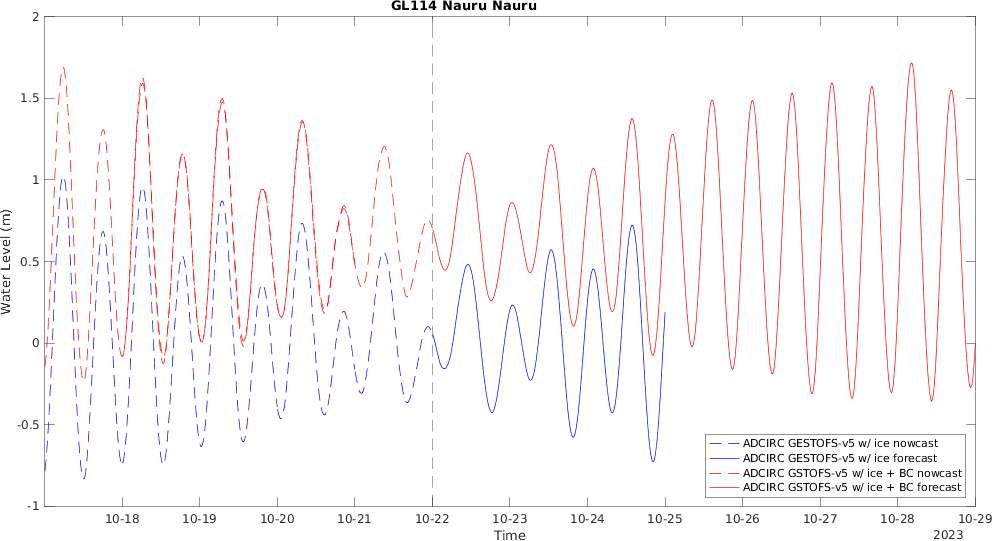 GL114 Nauru Nauru
Water Level (m)
2
1.5
1
0.5
0
-0.5
-1
10-18
10-19
10-20
10-21
10-22
10-23
10-24
10-25
10-26
10-27
10-28
10-29
Time
2023
ADCIRC GESTOFS-v5 w/ ice nowcast
ADCIRC GESTOFS-v5 w/ ice forecast
ADCIRC GSTOFS-v5 w/ ice + BC nowcast
ADCIRC GSTOFS-v5 w/ ice + BC forecast